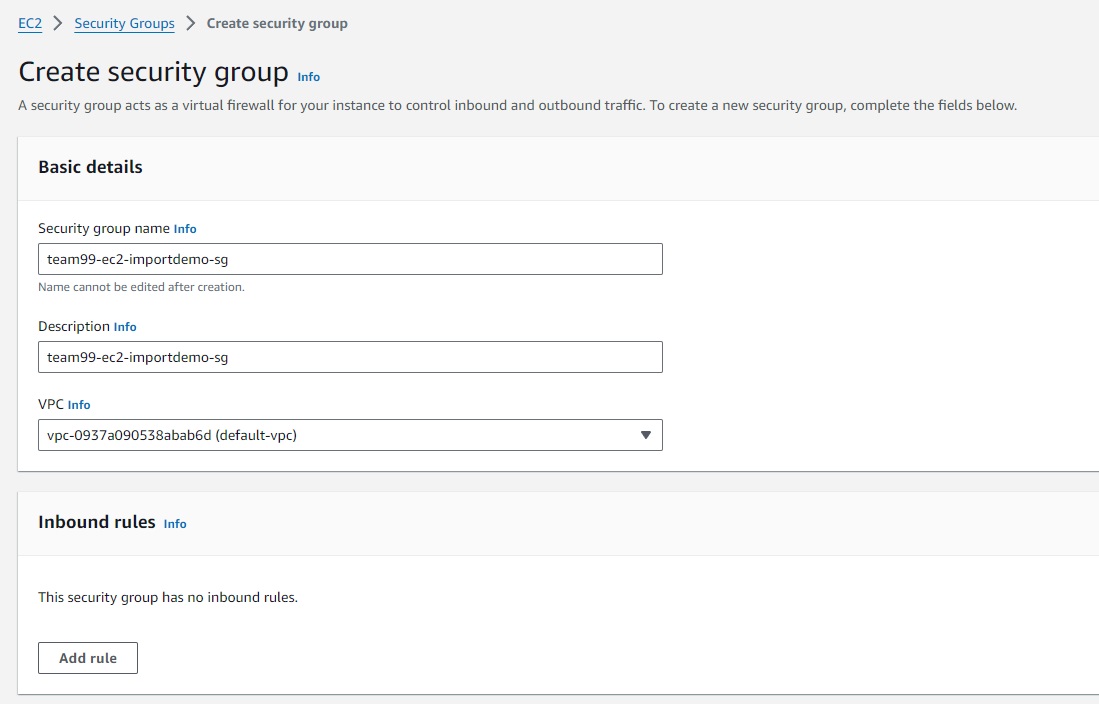 EC2 > Security Groups > Create security group
Create security group Info
A security group acts as a virtual firewall for your instance to control inbound and outbound traffic. To create a new security group, complete the fields below.
Basic details
Security group name Info
team99-ec2-importdemo-sg
Name cannot be edited after creation.
Description Info
team99-ec2-importdemo-sg
VPC Info
vpc-0937a090538abab6d (default-vpc)
Inbound rules Info
This security group has no inbound rules.
Add rule